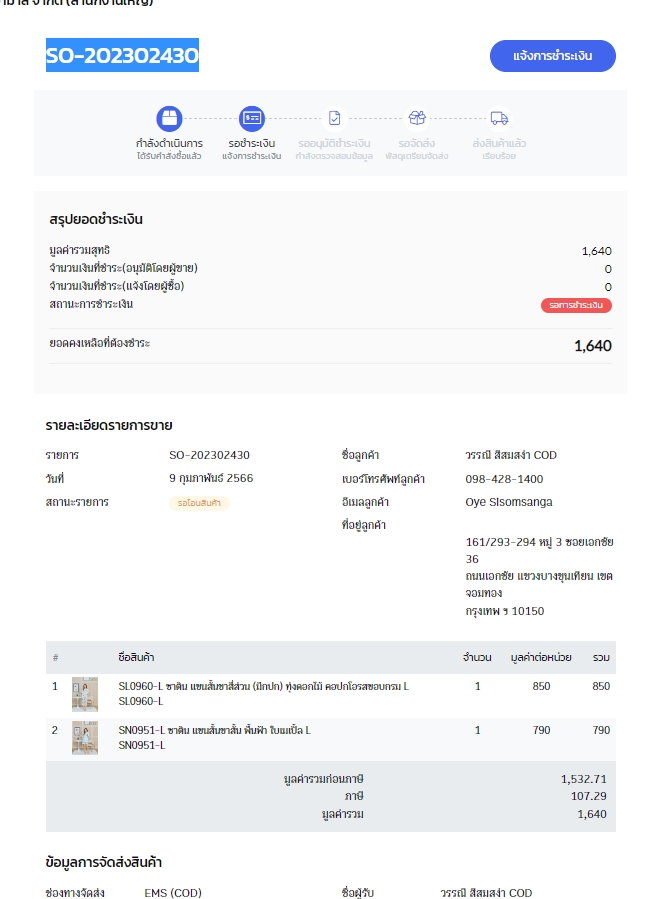 จำกัด (สำนักงานใหญ่)
SO-202302430
แจ้งการชำระเงิน
กำลังดำเนินการ
ได้รับคำสั่งซื้อแล้ว
รอชำระเงิน
แจ้งการชำระเงิน
รออนุมัติชำระเงิน
กำลังตรวจสอบข้อมูล
รอจัดส่ง
พัสดุเตรียมจัดส่ง
ส่งสินค้าแล้ว
เรียบร้อย
สรุปยอดชำระเงิน
มูลค่ารวมสุทธิ 1,640
จำนวนเงินที่ชำระ(อนุมัติโดยผู้ขาย) 0
จำนวนเงินที่ชำระ(แจ้งโดยผู้ซื้อ) 0
สถานะการชำระเงิน รอการชำระเงิน
ยอดคงเหลือที่ต้องชำระ 1,640
รายละเอียดรายการขาย
รายการ SO-202302430
วันที่ 9 กุมภาพันธ์ 2566
สถานะรายการ รอโอนสินค้า
ชื่อลูกค้า วรรณี สีสมสง่า COD
เบอร์โทรศัพท์ลูกค้า 098-428-1400
อีเมลลูกค้า Oye SIsomsanga
ที่อยู่ลูกค้า
161/293-294 หมู่ 3 ซอยเอกชัย
36
ถนนเอกชัย แขวงบางขุนเทียน เขต
จอมทอง
กรุงเทพ ฯ 10150
# ชื่อสินค้า จำนวน มูลค่าต่อหน่วย รวม
1 SL0960-L ซาติน แขนสั้นขาสี่ส่วน (มีกุ๊น) ทุ่งดอกไม้ คอปกโอรสขอบกรม L 1 850 850
SL0960-L
2 SN0951-L ซาติน แขนสั้นขาสั้น พื้นฟ้า ใบเมเปิ้ล L 1 790 790
SN0951-L
มูลค่ารวมก่อนภาษี 1,532.71
ภาษี 107.29
มูลค่ารวม 1,640
ข้อมูลการจัดส่งสินค้า
ช่องทางจัดส่ง EMS (COD)
ชื่อผู้รับ วรรณี สีสมสง่า COD